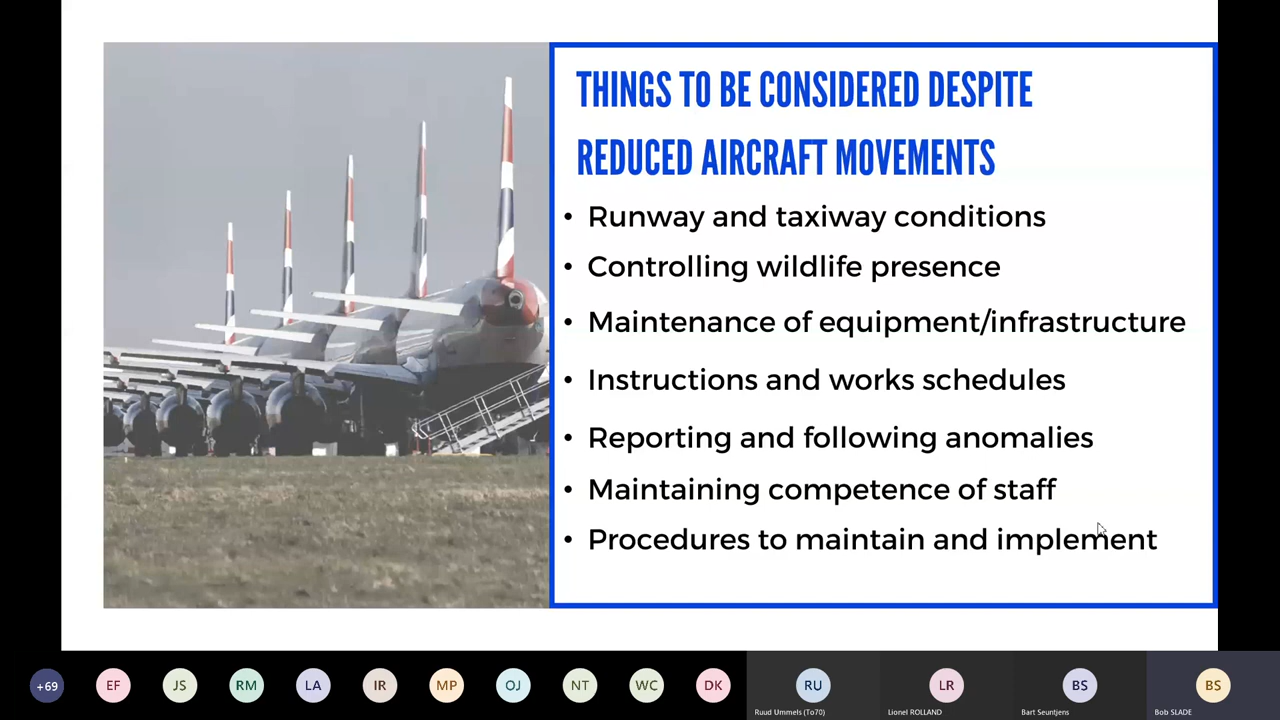 THINGS TO BE CONSIDERED DESPITE
REDUCED AIRCRAFT MOVEMENTS
• Runway and taxiway conditions
• Controlling wildlife presence
• Maintenance of equipment/infrastructure
• Instructions and works schedules
• Reporting and following anomalies
• Maintaining competence of staff
• Procedures to maintain and implement
+69 EF JS RM LA IR MP OJ NT WC DK RU LR BS BS
Ruud Ummels (To70) Lionel ROLLAND Bart Seuntjens Bob SLADE